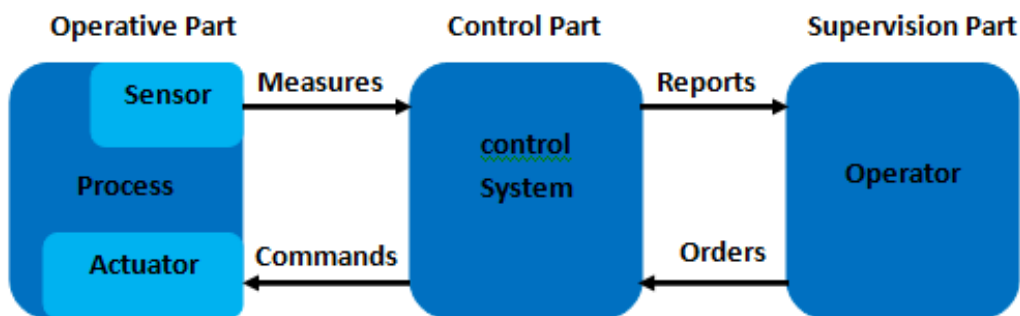 Operative Part
Control Part
Supervision Part
Sensor
Measures
Reports
control
System
Process
Operator
Actuator
Commands
Orders